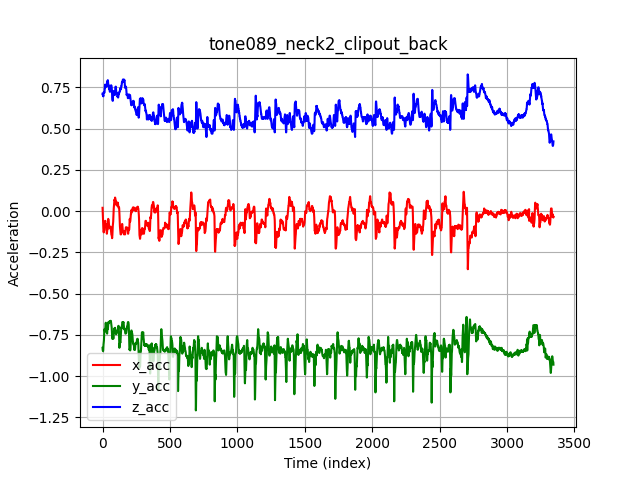 tone089_neck2_clipout_back
0.75
0.50
0.25
0.00
−0.25
−0.50
−0.75
−1.00
−1.25
Acceleration
x_acc
y_acc
z_acc
0 500 1000 1500 2000 2500 3000 3500
Time (index)